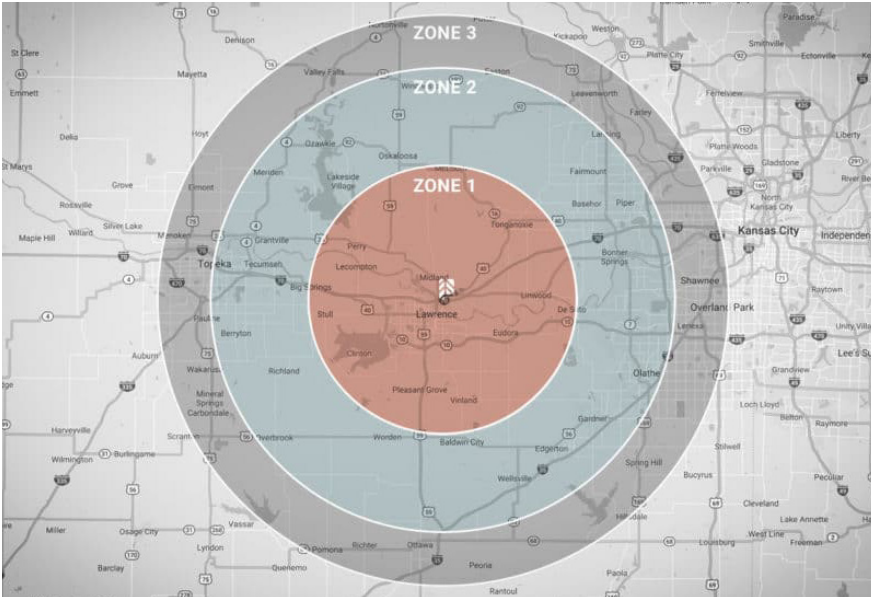 ZONE 3
ZONE 2
ZONE 1
Nortonville
Denison
Kickapoo
Weston
Paradise
Smithville
St Clere
Platte City
Ectonville
Emmett
Mayetta
Valley Falls
Easton
Leavenworth
Ferrelview
Farley
Delia
Hoyt
Lansing
Liberty
Ozawkie
Oskaloosa
Platte Woods
Gladstone
St Marys
Meriden
Lakeside
Village
Fairmount
Parkville
Grove
Elmont
Basehor
Piper
North
Kansas City
Rossville
Silver Lake
Tonganoxie
Kansas City
Independen
Maple Hill
Willard
Menoken
Grantville
Perry
Topeka
Tecumseh
Lecompton
Midland
Bonner
Springs
Shawnee
Big Springs
Linwood
Raytown
Stull
Lawrence
De Soto
Overland Park
Pauline
Berryton
Eudora
Lenexa
Unity Villa
Auburn
Clinton
Lee's Su
Wakarusa
Richland
Olathe
Grandview
Mineral
Springs
Carbondale
Pleasant Grove
Vinland
Loch Lloyd
Belton
Raymore
Gardner
Harveyville
Worden
Baldwin City
Edgerton
Stilwell
Wilmington
Burlingame
Spring Hill
Bucyrus
Peculiar
Wellsville
Cleveland
Miller
Osage City
Vassar
Hillsdale
Lake Annette
West Line
Freeman
Lyndon
Pomona
Richter
Ottawa
Louisburg
Barclay
Quenemo
Peoria
Paola
Rantoul